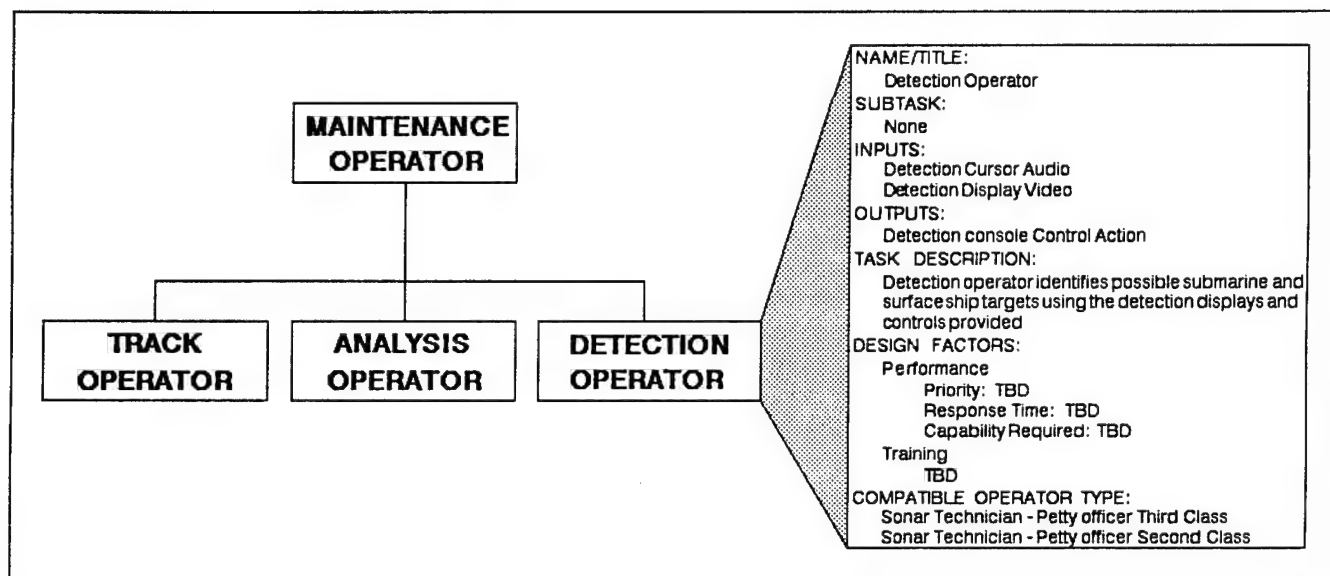 MAINTENANCE
OPERATOR
TRACK
OPERATOR
ANALYSIS
OPERATOR
DETECTION
OPERATOR
NAME/TITLE:
Detection Operator
SUBTASK:
None
INPUTS:
Detection Cursor Audio
Detection Display Video
OUTPUTS:
Detection console Control Action
TASK DESCRIPTION:
Detection operator identifies possible submarine and
surface ship targets using the detection displays and
controls provided
DESIGN FACTORS:
Performance
Priority: TBD
Response Time: TBD
Capability Required: TBD
Training
TBD
COMPATIBLE OPERATOR TYPE:
Sonar Technician - Petty officer Third Class
Sonar Technician - Petty officer Second Class